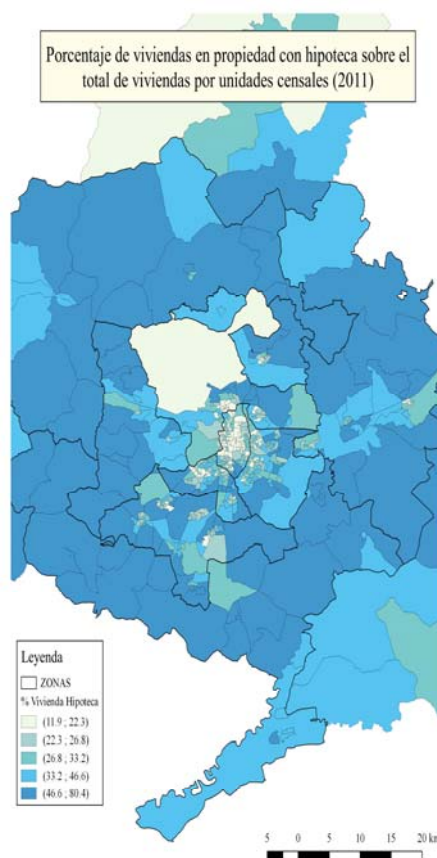 Porcentaje de viviendas en propiedad con hipoteca sobre el
total de viviendas por unidades censales (2011)
Leyenda
ZONAS
% Vivienda Hipoteca
(11.9 ; 22.3)
(22.3 ; 26.8)
(26.8 ; 33.2)
(33.2 ; 46.6)
(46.6 ; 80.4)
5 0 5 10 15 20 km